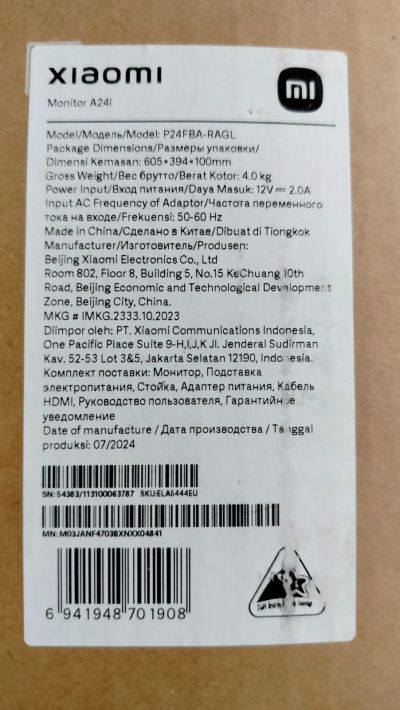 xiaomi
mi
Monitor A24i
Model/Модель/Model: P24FBA-RAGL
Package Dimensions/Размеры упаковки/
Dimensi Kemasan: 605×394×100mm
Gross Weight/Вес брутто/Berat Kotor: 4.0 kg
Power Input/Вход питания/Daya Masuk: 12V⎓2.0A
Input AC Frequency of Adaptor/Частота переменного
тока на входе/Frekuensi: 50-60 Hz
Made in China/Сделано в Китае/Dibuat di Tiongkok
Manufacturer/Изготовитель/Produsen:
Beijing Xiaomi Electronics Co., Ltd
Room 802, Floor 8, Building 5, No.15 KeChuang 10th
Road, Beijing Economic and Technological Development
Zone, Beijing City, China.
MKG # IMKG.2333.10.2023
Diimpor oleh: PT. Xiaomi Communications Indonesia,
One Pacific Place Suite 9-H,I,J,K Jl. Jenderal Sudirman
Kav. 52-53 Lot 3&5, Jakarta Selatan 12190, Indonesia.
Комплект поставки: Монитор, Подставка
электропитания, Стойка, Адаптер питания, Кабель
HDMI, Руководство пользователя, Гарантийное
уведомление
Date of manufacture / Дата производства / Tanggal
produksi: 07/2024
SN: 54383/113100063787 SKU:ELA5444EU
MN: M03JANF4703BXNXX04841
6 941948 701908